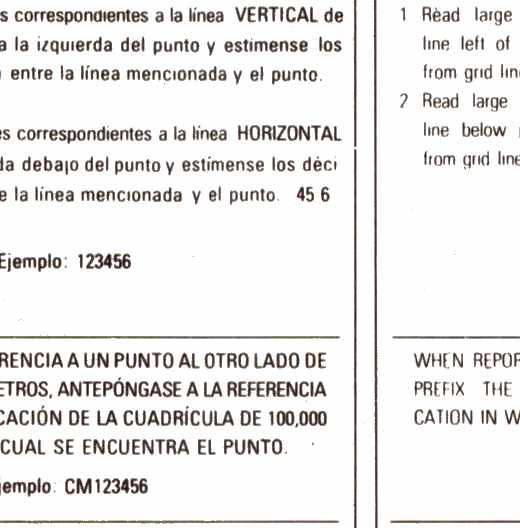 s correspondientes a la línea VERTICAL de
a la izquierda del punto y estimense los
entre la línea mencionada y el punto.
es correspondientes a la línea HORIZONTAL
da debajo del punto y estímense los déci
e la línea mencionada y el punto. 45 6
Ejemplo: 123456
RENCIA A UN PUNTO AL OTRO LADO DE
ETROS, ANTEPÓNGASE A LA REFERENCIA
CACIÓN DE LA CUADRÍCULA DE 100,000
CUAL SE ENCUENTRA EL PUNTO.
jemplo: CM123456
1 Read large
line left of
from grid line
2 Read large
line below
from grid line
WHEN REPOR
PREFIX THE
CATION IN W